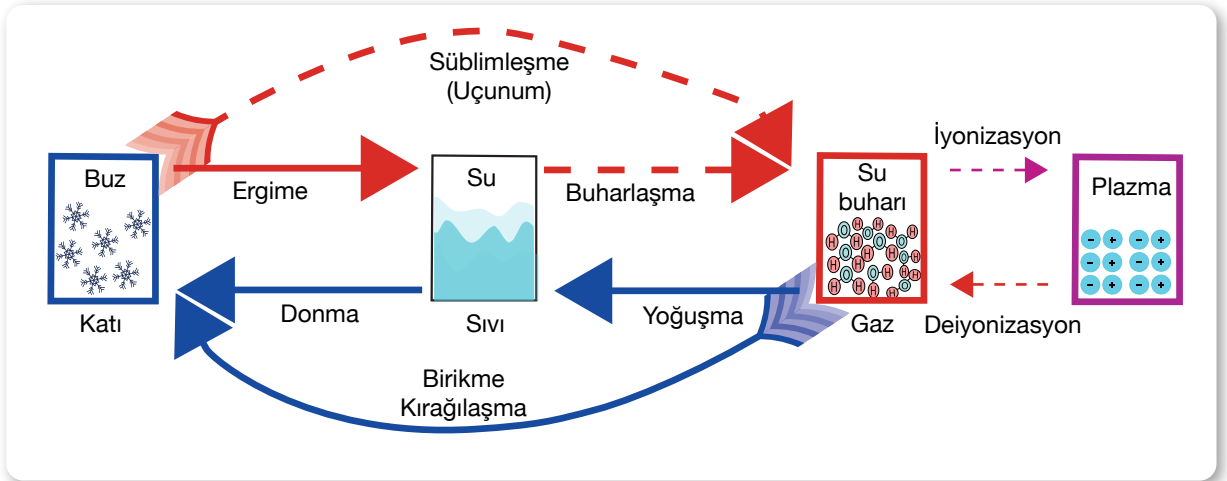 Süblimleşme
(Uçunum)
Buz
Ergime
Su
Buharlaşma
Su
buharı
İyonizasyon
Plazma
H O H H O H O H
- + - +
- + - +
- + - +
Katı
Donma
Sıvı
Yoğuşma
Gaz
Deiyonizasyon
Birikme
Kırağılaşma